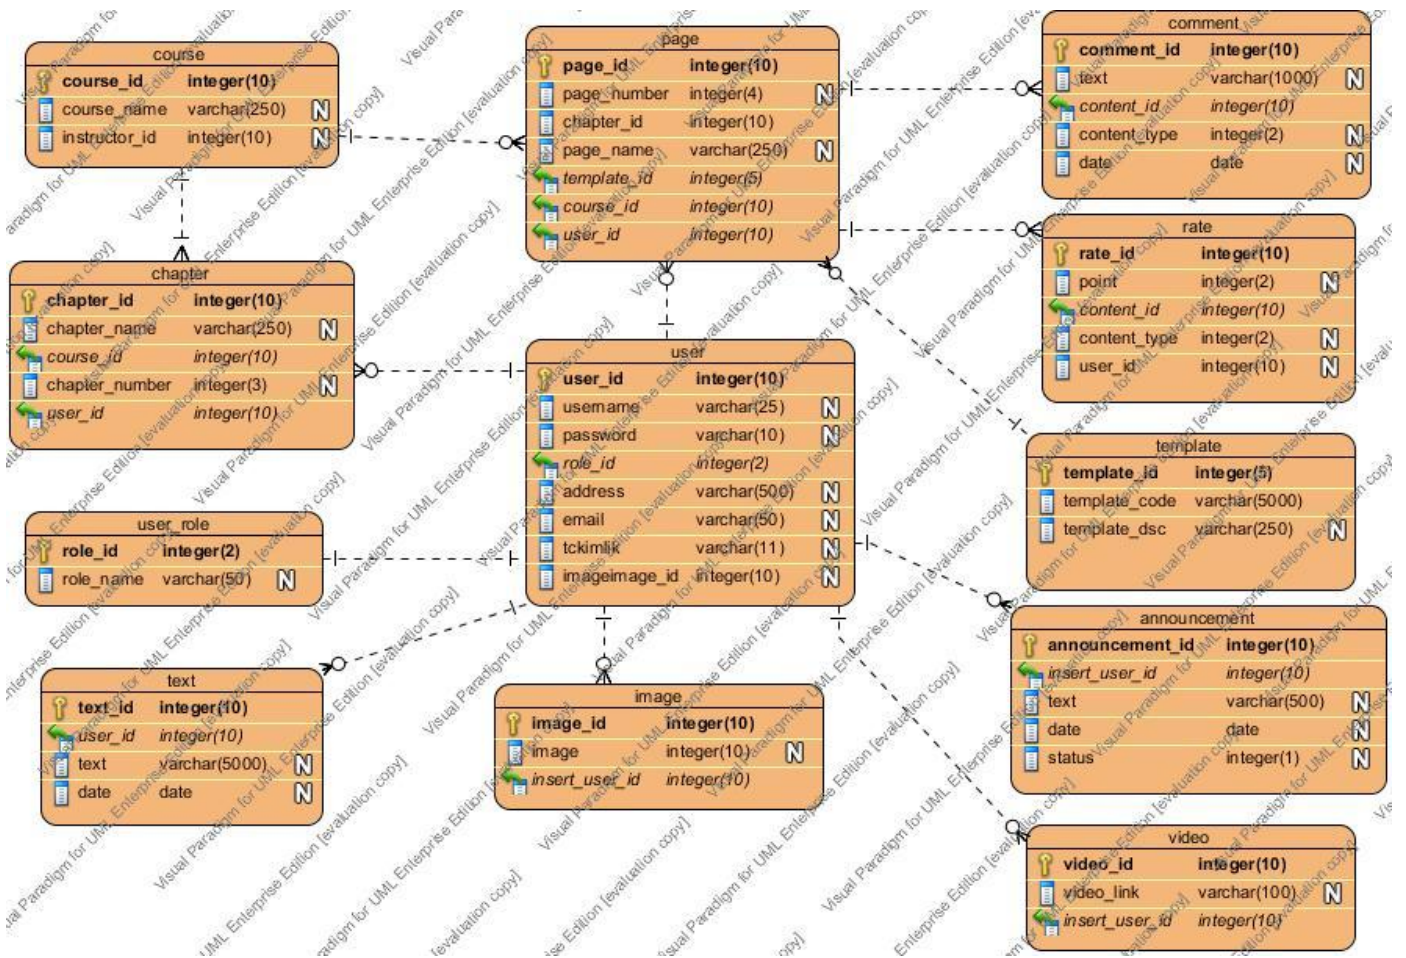 course
course_id integer(10)
course_name varchar(250) N
instructor_id integer(10) N
page
page_id integer(10)
page_number integer(4) N
chapter_id integer(10)
page_name varchar(250) N
template_id integer(5)
course_id integer(10)
user_id integer(10)
comment
comment_id integer(10)
text varchar(1000) N
content_id integer(10)
content_type integer(2) N
date date N
rate
rate_id integer(10)
point integer(2) N
content_id integer(10)
content_type integer(2) N
user_id integer(10) N
chapter
chapter_id integer(10)
chapter_name varchar(250) N
course_id integer(10)
chapter_number integer(3) N
user_id integer(10)
user
user_id integer(10)
username varchar(25) N
password varchar(10) N
role_id integer(2)
address varchar(500) N
email varchar(50) N
tckimlik varchar(11) N
imageimage_id integer(10) N
template
template_id integer(5)
template_code varchar(5000)
template_dsc varchar(250) N
user_role
role_id integer(2)
role_name varchar(50) N
announcement
announcement_id integer(10)
insert_user_id integer(10)
text varchar(500) N
date date N
status integer(1) N
text
text_id integer(10)
user_id integer(10)
text varchar(5000) N
date date N
image
image_id integer(10)
image integer(10) N
insert_user_id integer(10)
video
video_id integer(10)
video_link varchar(100) N
insert_user_id integer(10)
Visual Paradigm for UML Enterprise Edition [evaluation copy]